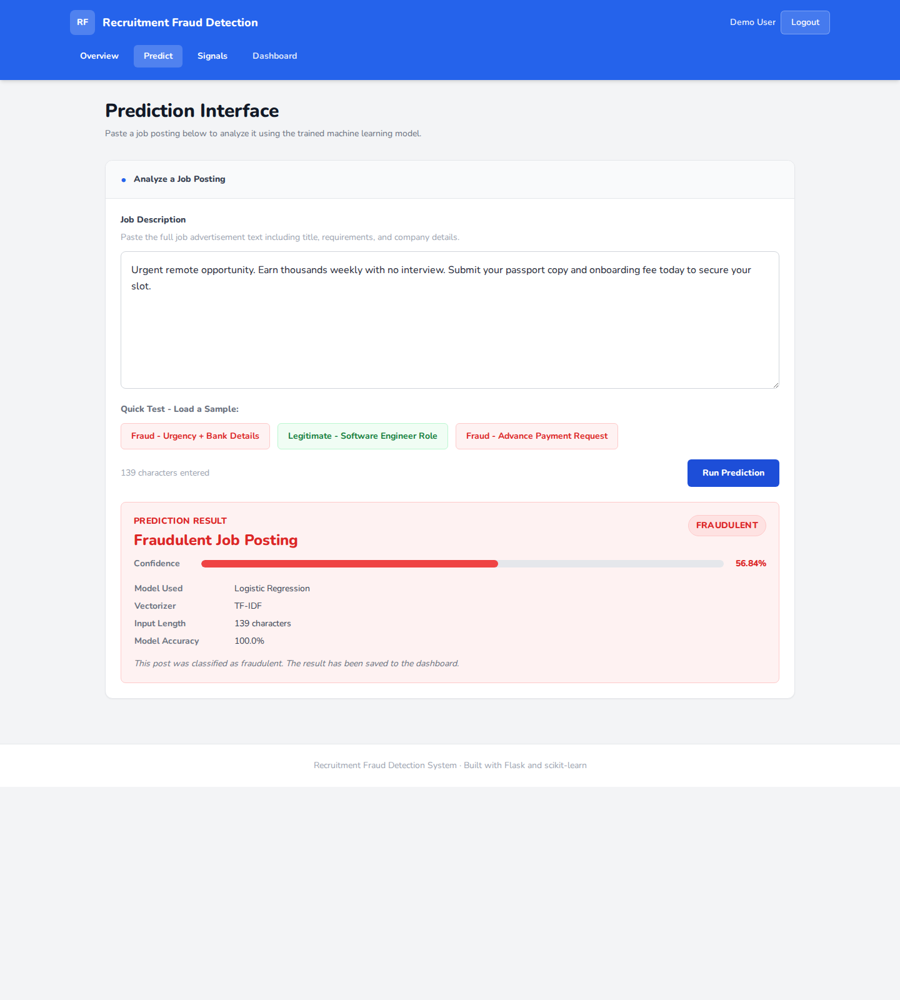 RF
Recruitment Fraud Detection
Demo User
Logout
Overview
Predict
Signals
Dashboard
Prediction Interface
Paste a job posting below to analyze it using the trained machine learning model.
● Analyze a Job Posting
Job Description
Paste the full job advertisement text including title, requirements, and company details.
Urgent remote opportunity. Earn thousands weekly with no interview. Submit your passport copy and onboarding fee today to secure your
slot.
Quick Test - Load a Sample:
Fraud - Urgency + Bank Details
Legitimate - Software Engineer Role
Fraud - Advance Payment Request
139 characters entered
Run Prediction
PREDICTION RESULT
FRAUDULENT
Fraudulent Job Posting
Confidence
56.84%
Model Used Logistic Regression
Vectorizer TF-IDF
Input Length 139 characters
Model Accuracy 100.0%
This post was classified as fraudulent. The result has been saved to the dashboard.
Recruitment Fraud Detection System · Built with Flask and scikit-learn